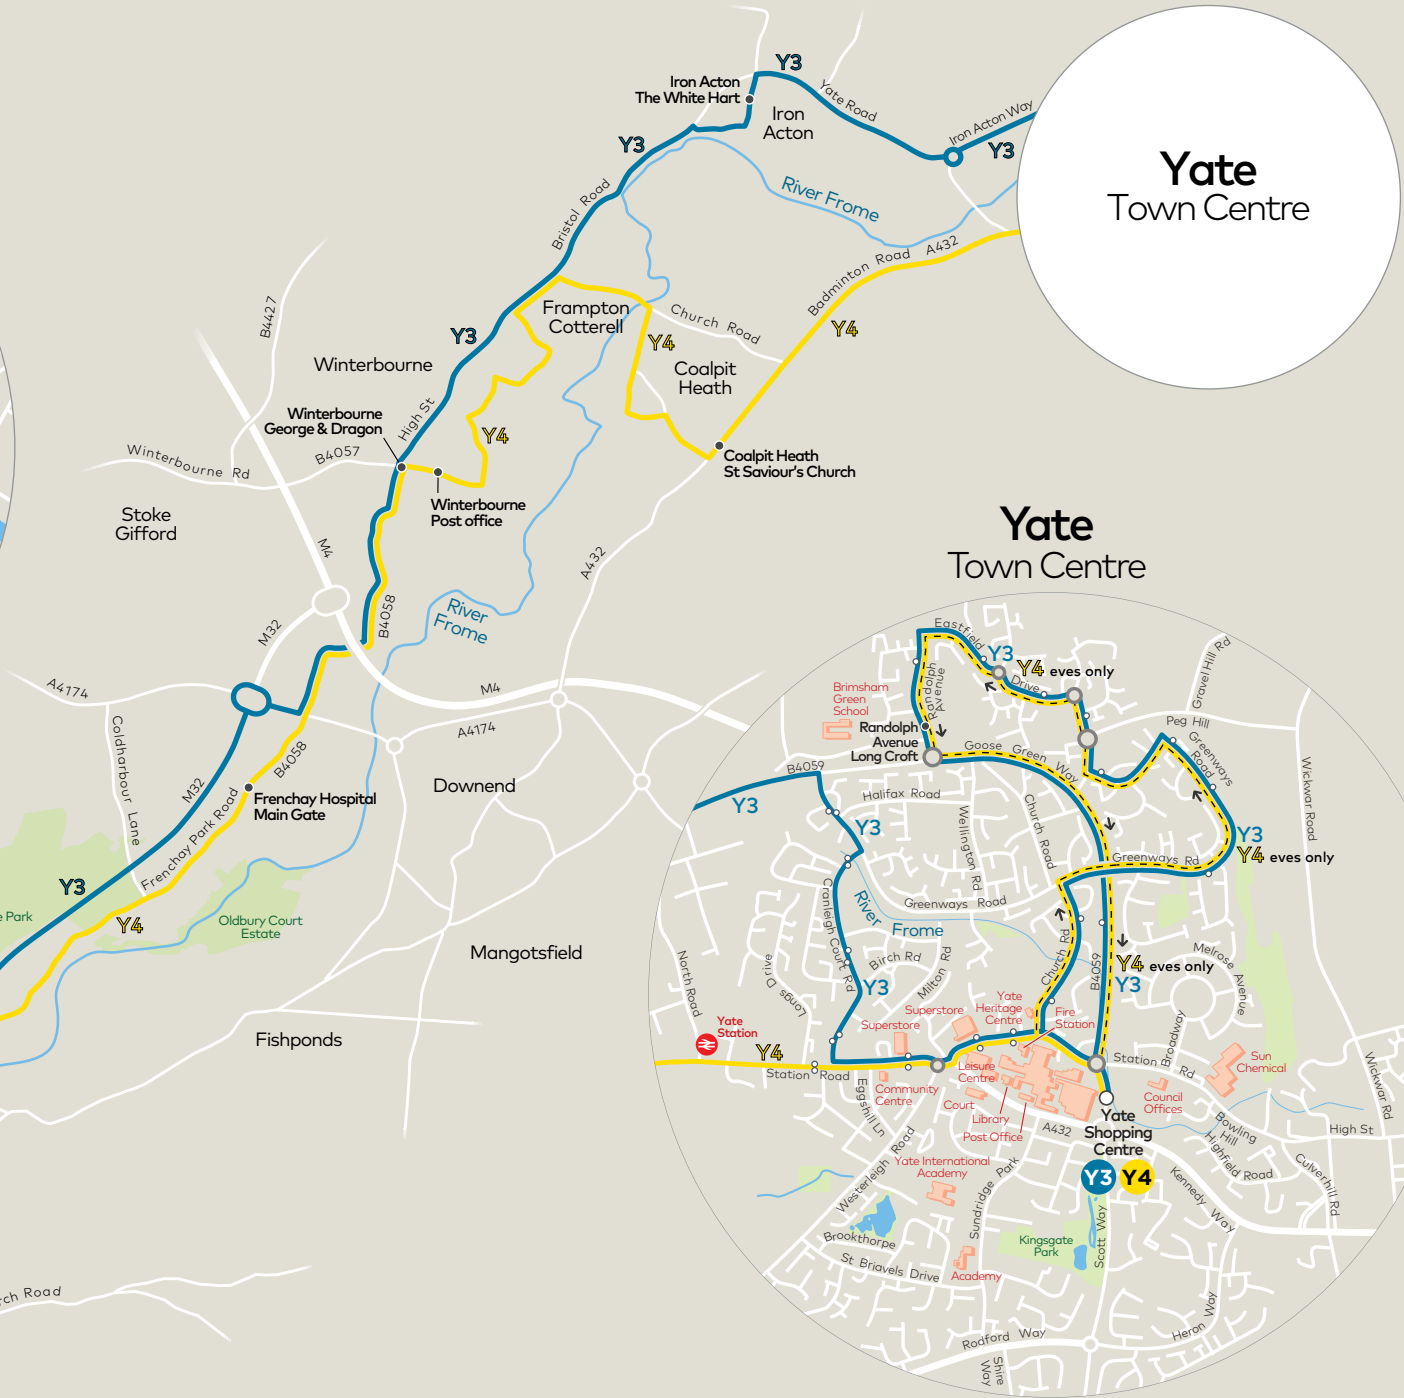 Y3
Iron Acton
The White Hart
Yate Road
Iron
Acton
Iron Acton Way
Y3
Y3
Yate
Town Centre
River Frome
Bristol Road
Badminton Road
A432
B4427
Frampton
Cotterell
Church Road
Y3
Y4
Y4
Winterbourne
Coalpit
Heath
Winterbourne
George & Dragon
High St
Y4
Winterbourne Rd
B4057
Coalpit Heath
St Saviour's Church
Winterbourne
Post office
Stoke
Gifford
M4
A432
Yate
Town Centre
B4058
River
Frome
M32
A4174
M4
A4174
Coldharbour Lane
B4058
M32
Downend
Frenchay Hospital
Main Gate
Frenchay Park Road
Y3
e Park
Y4
Oldbury Court
Estate
Mangotsfield
Fishponds
rch Road
Eastfield
Drive
Y3
Y4 eves only
Randolph
Avenue
Brimsham
Green
School
Randolph
Avenue
Long Croft
Gravel Hill Rd
Peg Hill
Greenways
Road
Goose Green Way
B4059
Wickwar Road
Y3
Halifax Road
Y3
Wellington Rd
Church Road
Y3
Y4 eves only
Greenways Rd
Cranleigh Court Rd
River
Frome
Greenways Road
Birch Rd
Milton Rd
Longs Drive
North Road
Church Rd
B4059
Y4 eves only
Y3
Melrose Avenue
Y3
Superstore
Superstore
Yate
Heritage
Centre
Fire
Station
Yate
Station
Y4
Station Road
Broadway
Station Rd
Sun
Chemical
Leisure
Centre
Community
Centre
Eggshill Ln
Court
Library
Post Office
A432
Council
Offices
Yate
Shopping
Centre
Y3
Y4
Bowling
Hill
High St
Wickwar Rd
Highfield Road
Culverhill Rd
Westerleigh Road
Yate International
Academy
Sundridge Park
Kennedy Way
Scott Way
Kingsgate
Park
Brookthorpe
St Briavels Drive
Academy
Rodford Way
Shire
Way
Heron Way